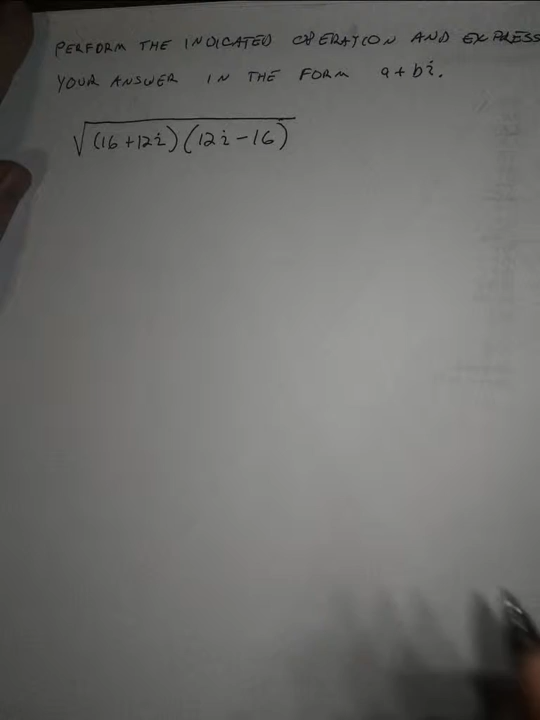 PERFORM THE INDICATED OPERATION AND EXPRESS
YOUR ANSWER IN THE FORM a+bi.
√(16+12i)(12i-16)